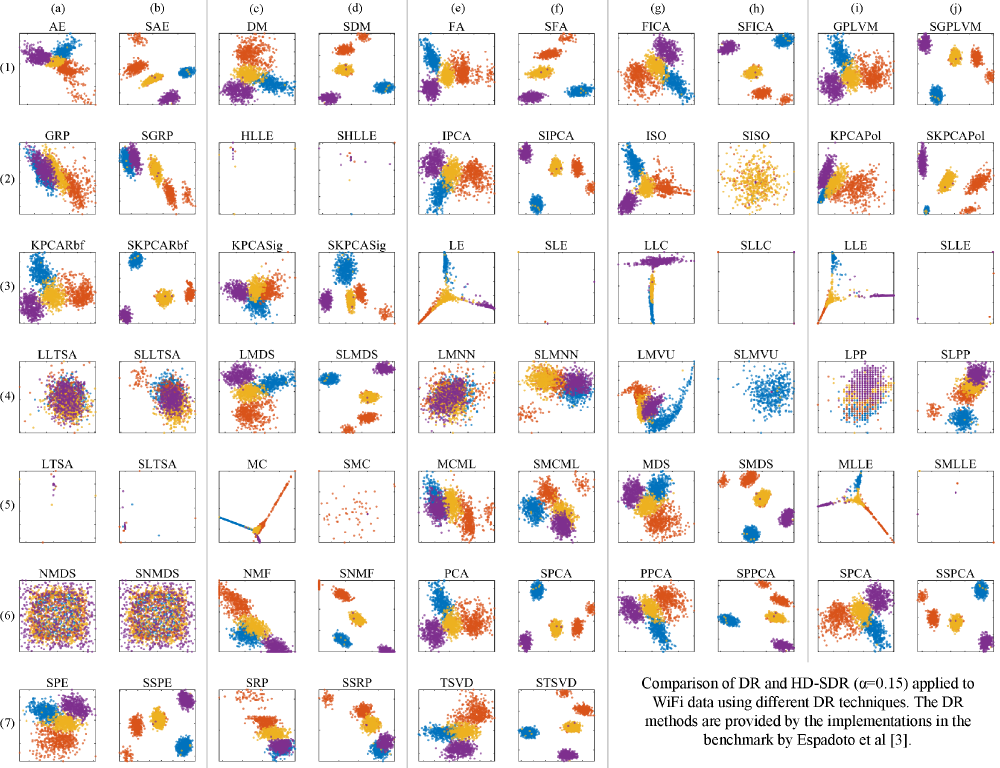 (a) (b) (c) (d) (e) (f) (g) (h) (i) (j)
AE SAE DM SDM FA SFA FICA SFICA GPLVM SGPLVM
(1)
GRP SGRP HLLE SHLLE IPCA SIPCA ISO SISO KPCAPol SKPCAPol
(2)
KPCARbf SKPCARbf KPCASig SKPCASig LE SLE LLC SLLC LLE SLLE
(3)
LLTSA SLLTSA LMDS SLMDS LMNN SLMNN LMVU SLMVU LPP SLPP
(4)
LTSA SLTSA MC SMC MCML SMCML MDS SMDS MLLE SMLLE
(5)
NMDS SNMDS NMF SNMF PCA SPCA PPCA SPPCA SPCA SSPCA
(6)
SPE SSPE SRP SSRP TSVD STSVD
(7)
Comparison of DR and HD-SDR (α=0.15) applied to
WiFi data using different DR techniques. The DR
methods are provided by the implementations in the
benchmark by Espadoto et al [3].